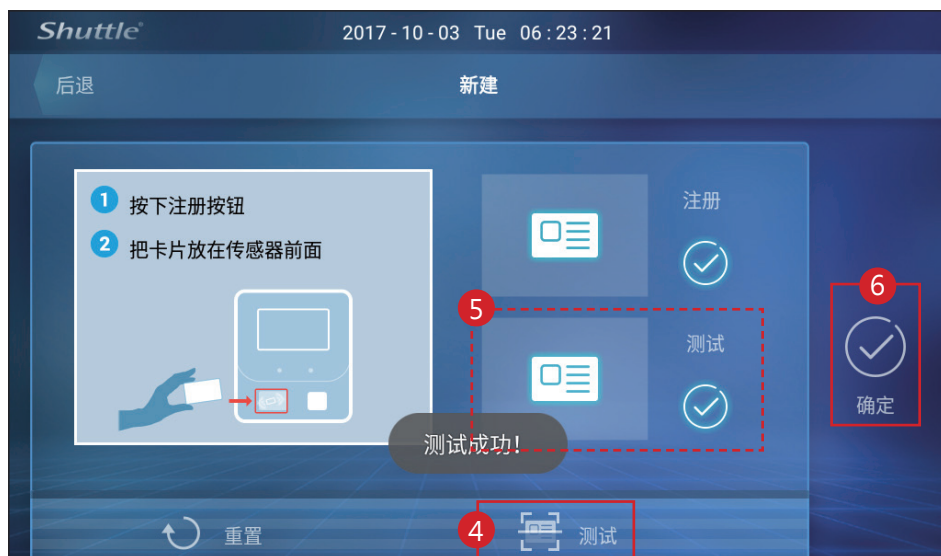 Shuttle
2017-10-03 Tue 06:23:21
后退
新建
1 按下注册按钮
2 把卡片放在传感器前面
注册
5
测试
测试成功!
6
确定
重置
4
测试